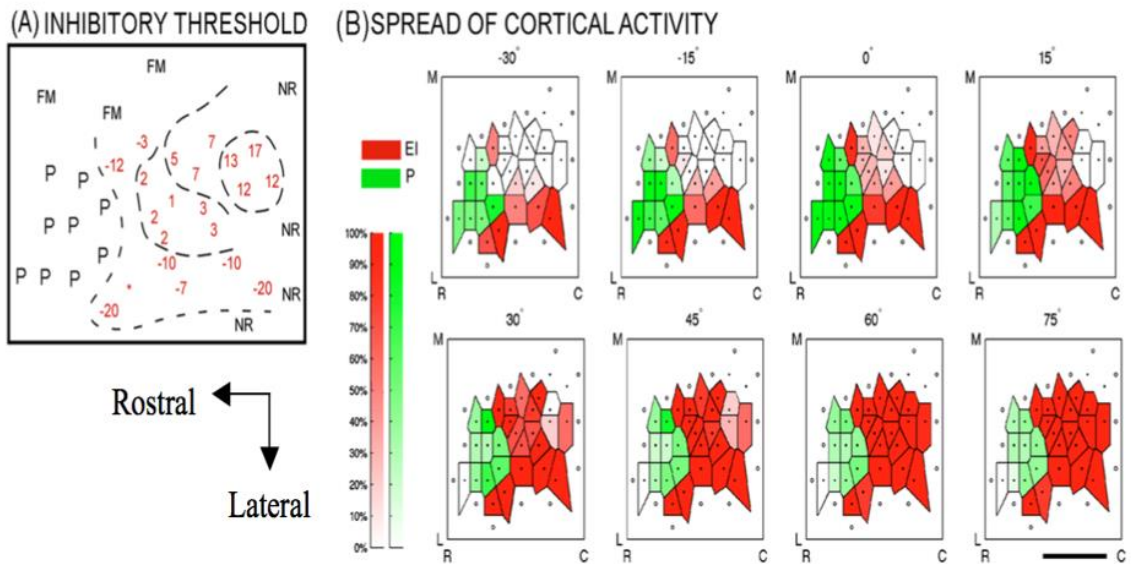 (A) INHIBITORY THRESHOLD
FM
FM
NR
FM
-3
7
17
5
13
-12
P
P
2
7
12
12
1
P
2
3
P
P
2
3
NR
P
-10
-10
P
P
P
-7
-20
NR
-20
NR
Rostral
Lateral
(B) SPREAD OF CORTICAL ACTIVITY
EI
P
100%
90%
80%
70%
60%
50%
40%
30%
20%
10%
0%
-30° -15° 0° 15°
M
L
R C R C R C R C
30° 45° 60° 75°
M M M M
L L L L
R C R C R C R C